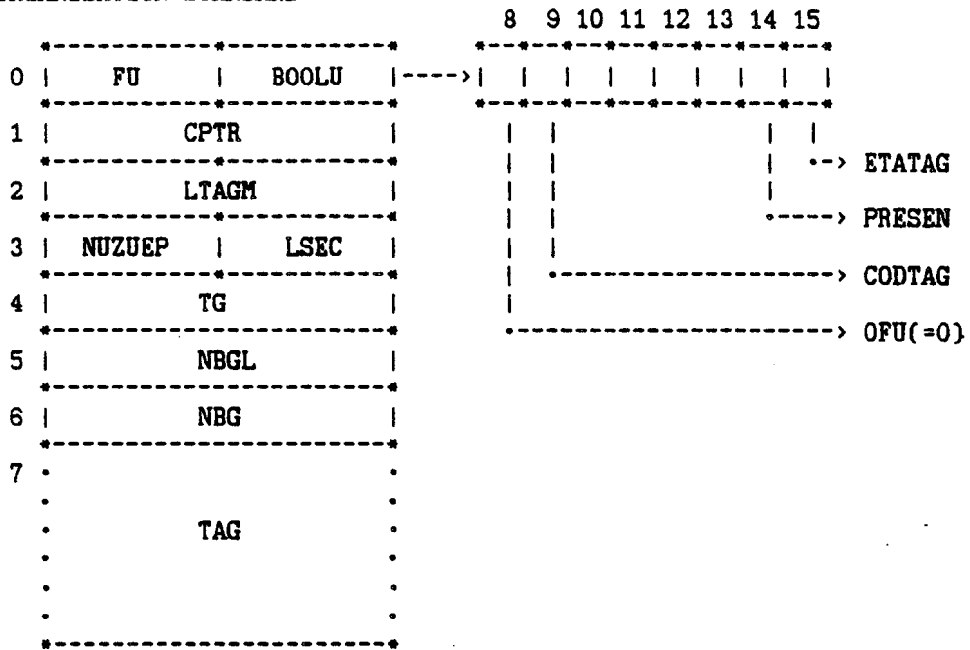 8 9 10 11 12 13 14 15
0 | FU | BOOLU |---->| | | | | | | | |
1 | CPTR |
ETATAG
2 | LTAGM |
PRESEN
3 | NUZUEP | LSEC |
CODTAG
4 | TG |
OFU(=0)
5 | NBGL |
6 | NBG |
7
TAG